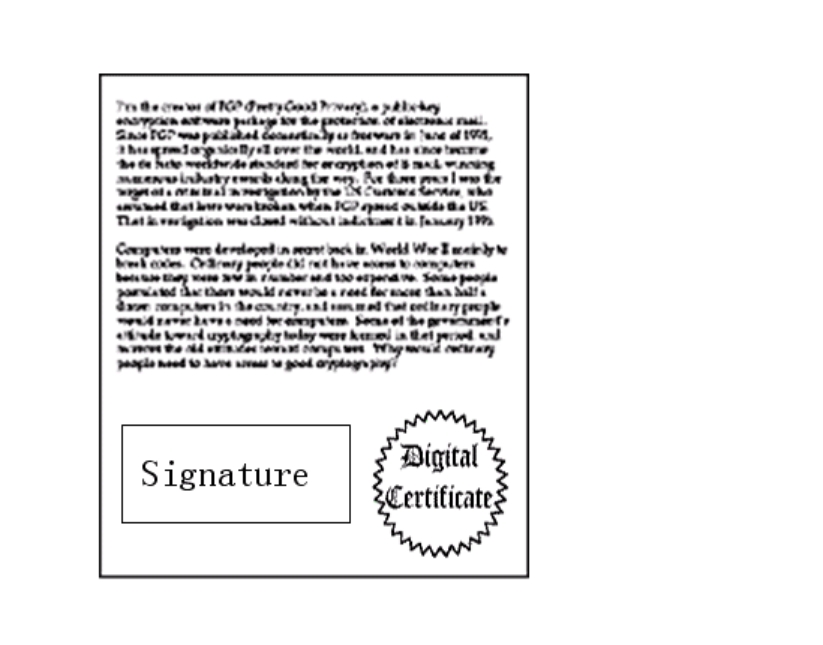 I'm the creator of PGP (Pretty Good Privacy), a public-key
encryption software package for the protection of electronic mail.
Since PGP was published domestically as freeware in June of 1991,
it has spread organically all over the world, and has since become
the de facto worldwide standard for encryption of E-mail, winning
numerous industry awards along the way. For three years I was the
target of a criminal investigation by the US Customs Service, who
assumed that laws were broken when PGP spread outside the US.
That investigation was closed without indictment in January 1996.
Computers were developed in secret back in World War II mainly to
break codes. Ordinary people did not have access to computers
because they were few in number and too expensive. Some people
postulated that there would never be a need for more than half a
dozen computers in the country, and assumed that ordinary people
would never have a need for computers. Some of the government's
attitude toward cryptography today were formed in that period, and
mirrors the old attitudes toward computers. Why would ordinary
people need to have access to good cryptography?
Signature
Digital
Certificate